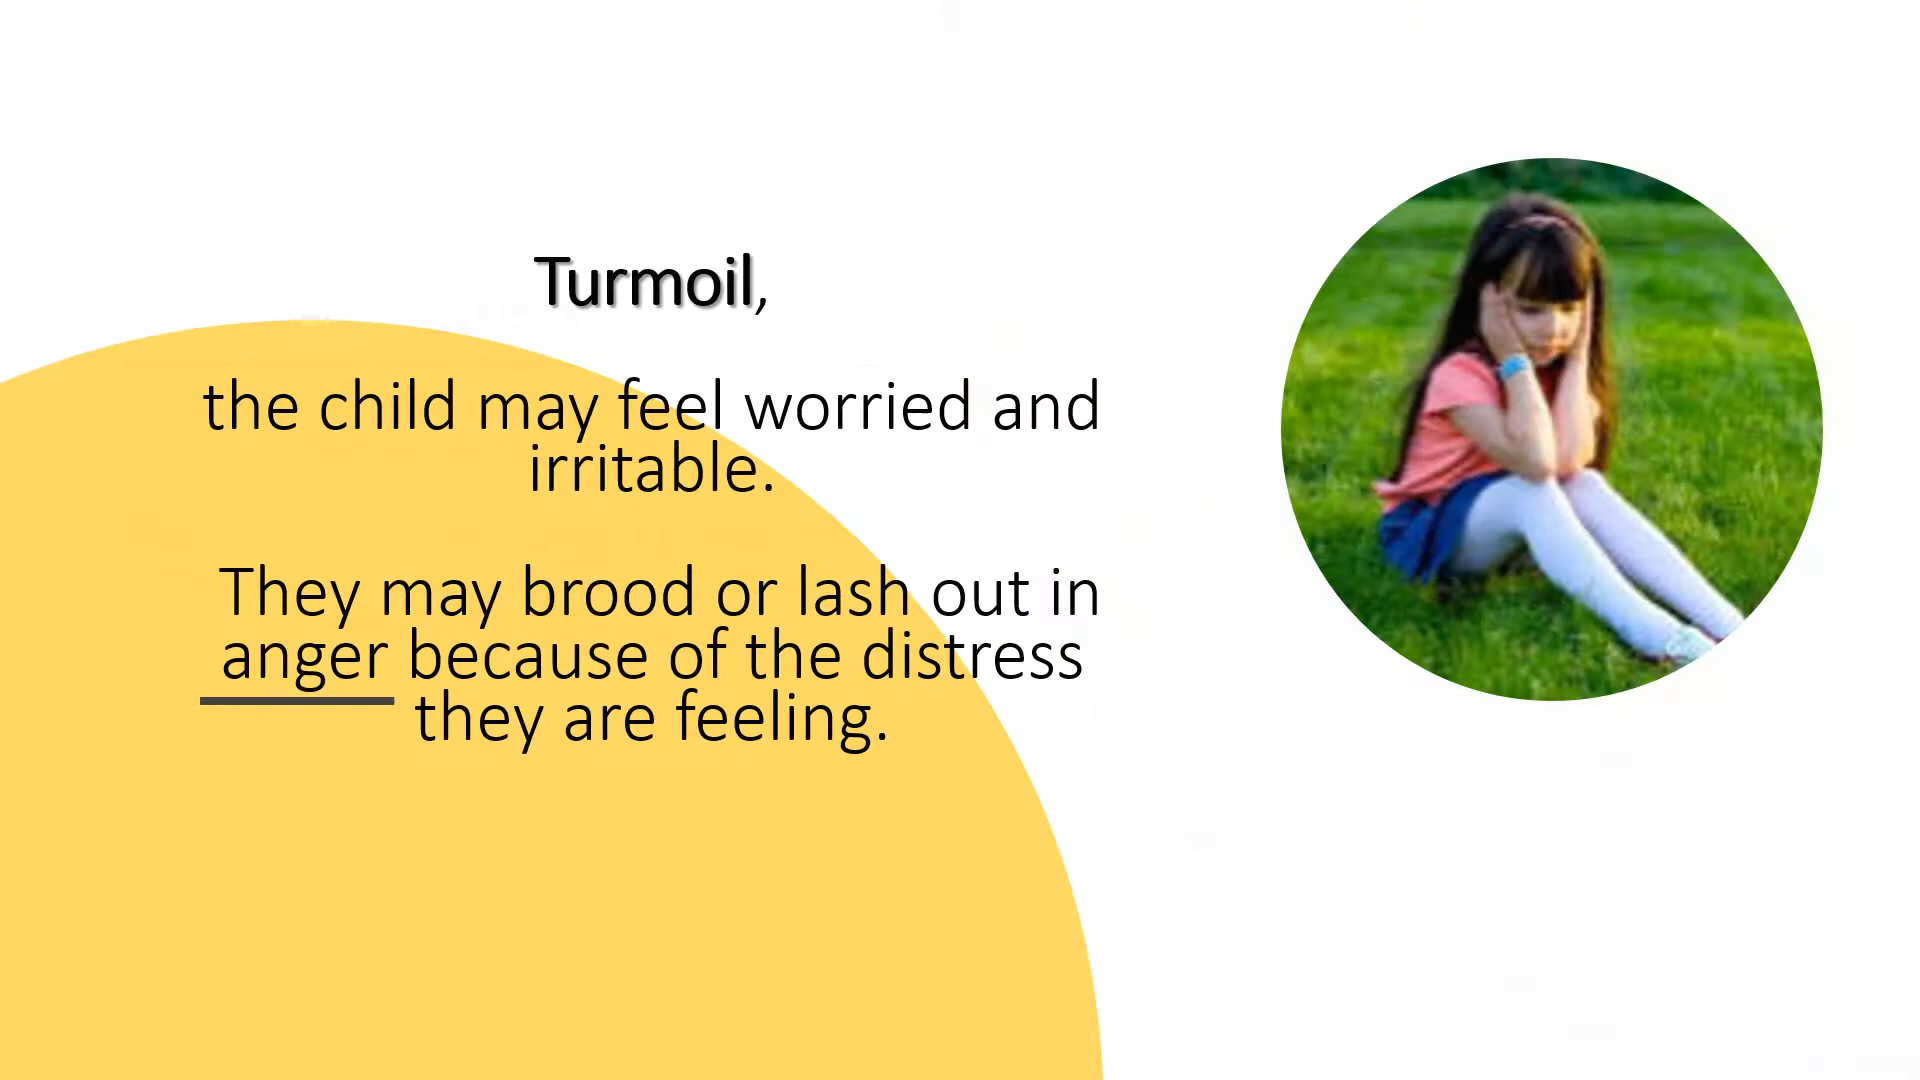 Turmoil,
the child may feel worried and
irritable.
They may brood or lash out in
anger because of the distress
they are feeling.